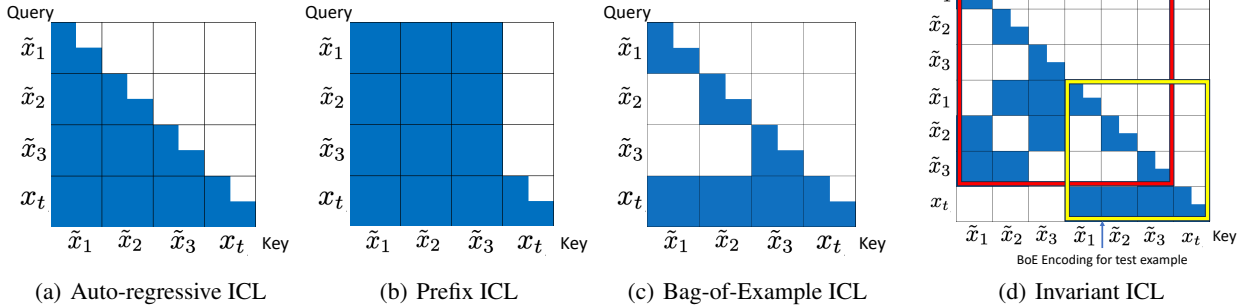 Query
x̃₁
x̃₂
x̃₃
xₜ
x̃₁ x̃₂ x̃₃ xₜ Key
(a) Auto-regressive ICL
Query
x̃₁
x̃₂
x̃₃
xₜ
x̃₁ x̃₂ x̃₃ xₜ Key
(b) Prefix ICL
Query
x̃₁
x̃₂
x̃₃
xₜ
x̃₁ x̃₂ x̃₃ xₜ Key
(c) Bag-of-Example ICL
x̃₂
x̃₃
x̃₁
x̃₂
x̃₃
xₜ
x̃₁ x̃₂ x̃₃ x̃₁ x̃₂ x̃₃ xₜ Key
BoE Encoding for test example
(d) Invariant ICL